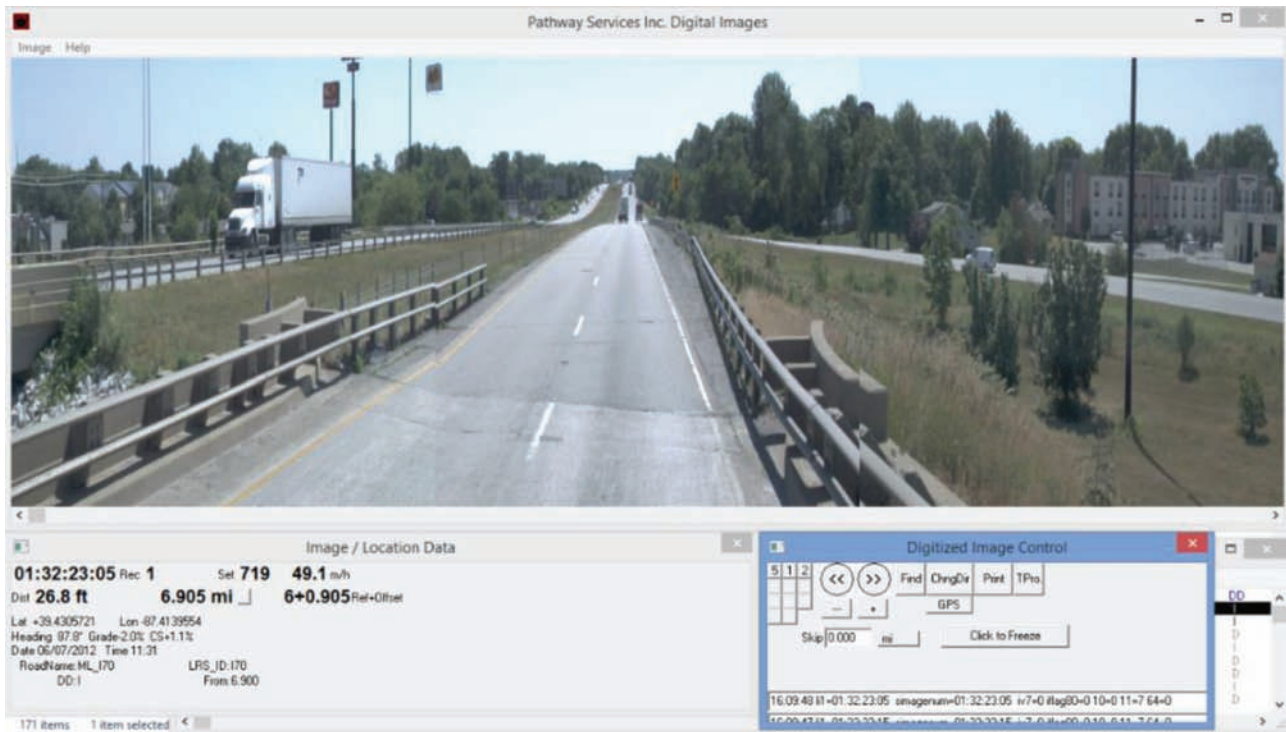 Pathway Services Inc. Digital Images
Image Help
Image / Location Data
01:32:23:05 Rec 1 Set 719 49.1 m/h
Dist 26.8 ft 6.905 mi 6+0.905 Ref+Offset
Lat +39.4305721 Lon -87.4139554
Heading 87.8° Grade-2.0% CS+1.1%
Date 06/07/2012 Time 11:31
RoadName: ML_I70 LRS_ID: I70
DD: I From: 6.900
171 items 1 item selected
Digitized Image Control
5 1 2 << >> Find ChngDir Print TPro.
- + GPS
Skip 0.000 mi Click to Freeze
16:09:48 li1=01:32:23:05 simagenum=01:32:23:05 iv7=0 iflag80=0 10=0 11=7 64=0
DD
I
I
D
I
D
D
I
D